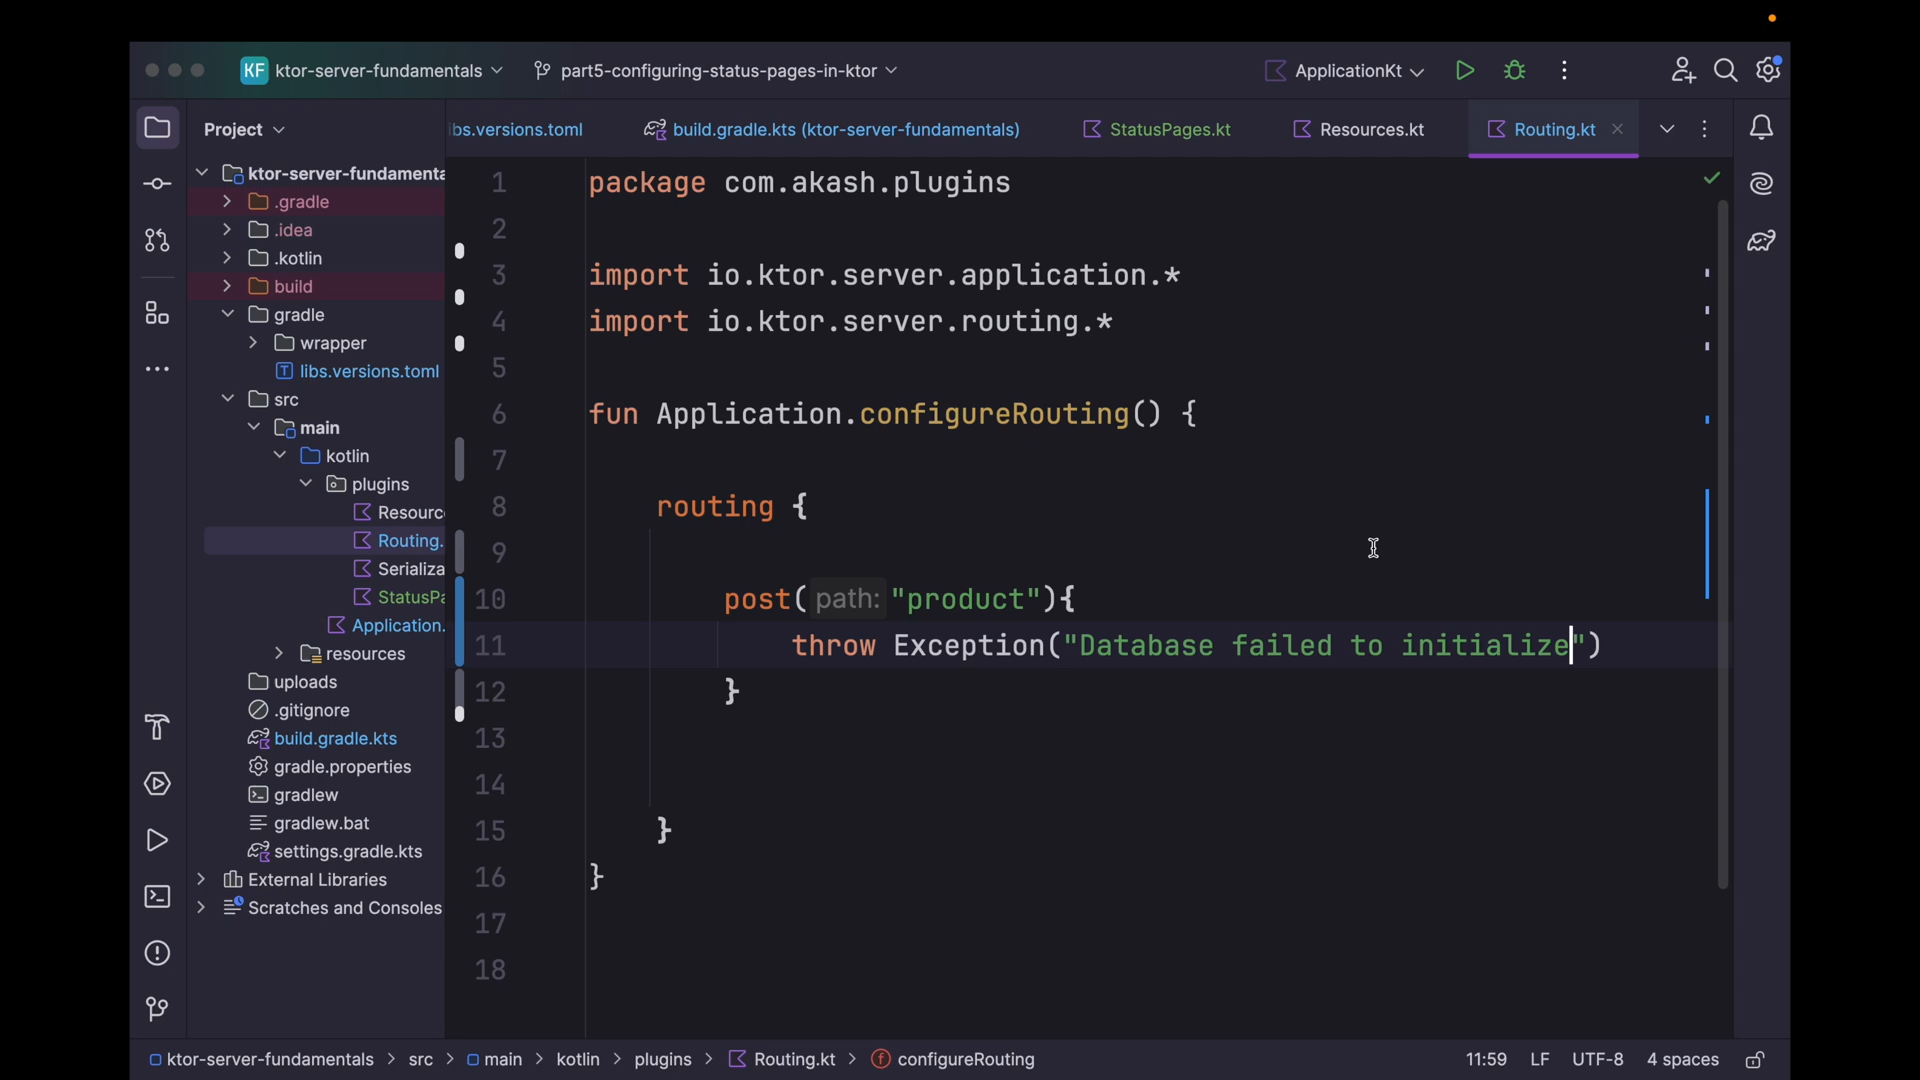 KF ktor-server-fundamentals part5-configuring-status-pages-in-ktor ApplicationKt
Project
ibs.versions.toml build.gradle.kts (ktor-server-fundamentals) StatusPages.kt Resources.kt Routing.kt
ktor-server-fundamenta
.gradle
.idea
.kotlin
build
gradle
wrapper
libs.versions.toml
src
main
kotlin
plugins
Resourc
Routing.
Serializa
StatusPa
Application.
resources
uploads
.gitignore
build.gradle.kts
gradle.properties
gradlew
gradlew.bat
settings.gradle.kts
External Libraries
Scratches and Consoles
1 package com.akash.plugins
2
3 import io.ktor.server.application.*
4 import io.ktor.server.routing.*
5
6 fun Application.configureRouting() {
7
8 routing {
9
10 post( path: "product"){
11 throw Exception("Database failed to initialize")
12 }
13
14
15 }
16 }
17
18
ktor-server-fundamentals > src > main > kotlin > plugins > Routing.kt > configureRouting 11:59 LF UTF-8 4 spaces